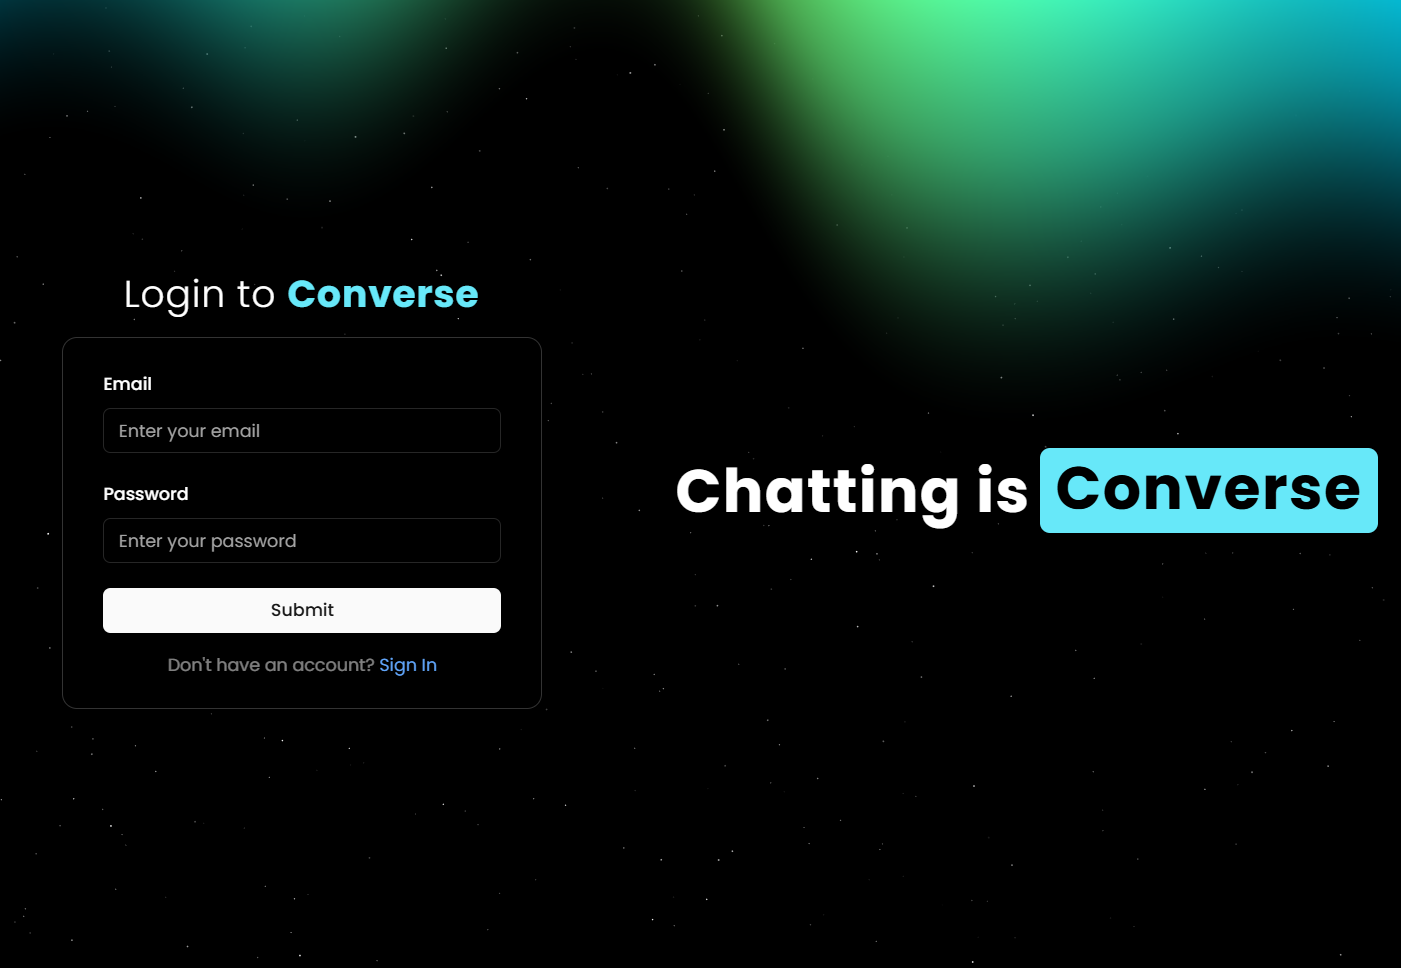 Login to Converse
Email
Enter your email
Password
Enter your password
Submit
Don't have an account? Sign In
Chatting is Converse